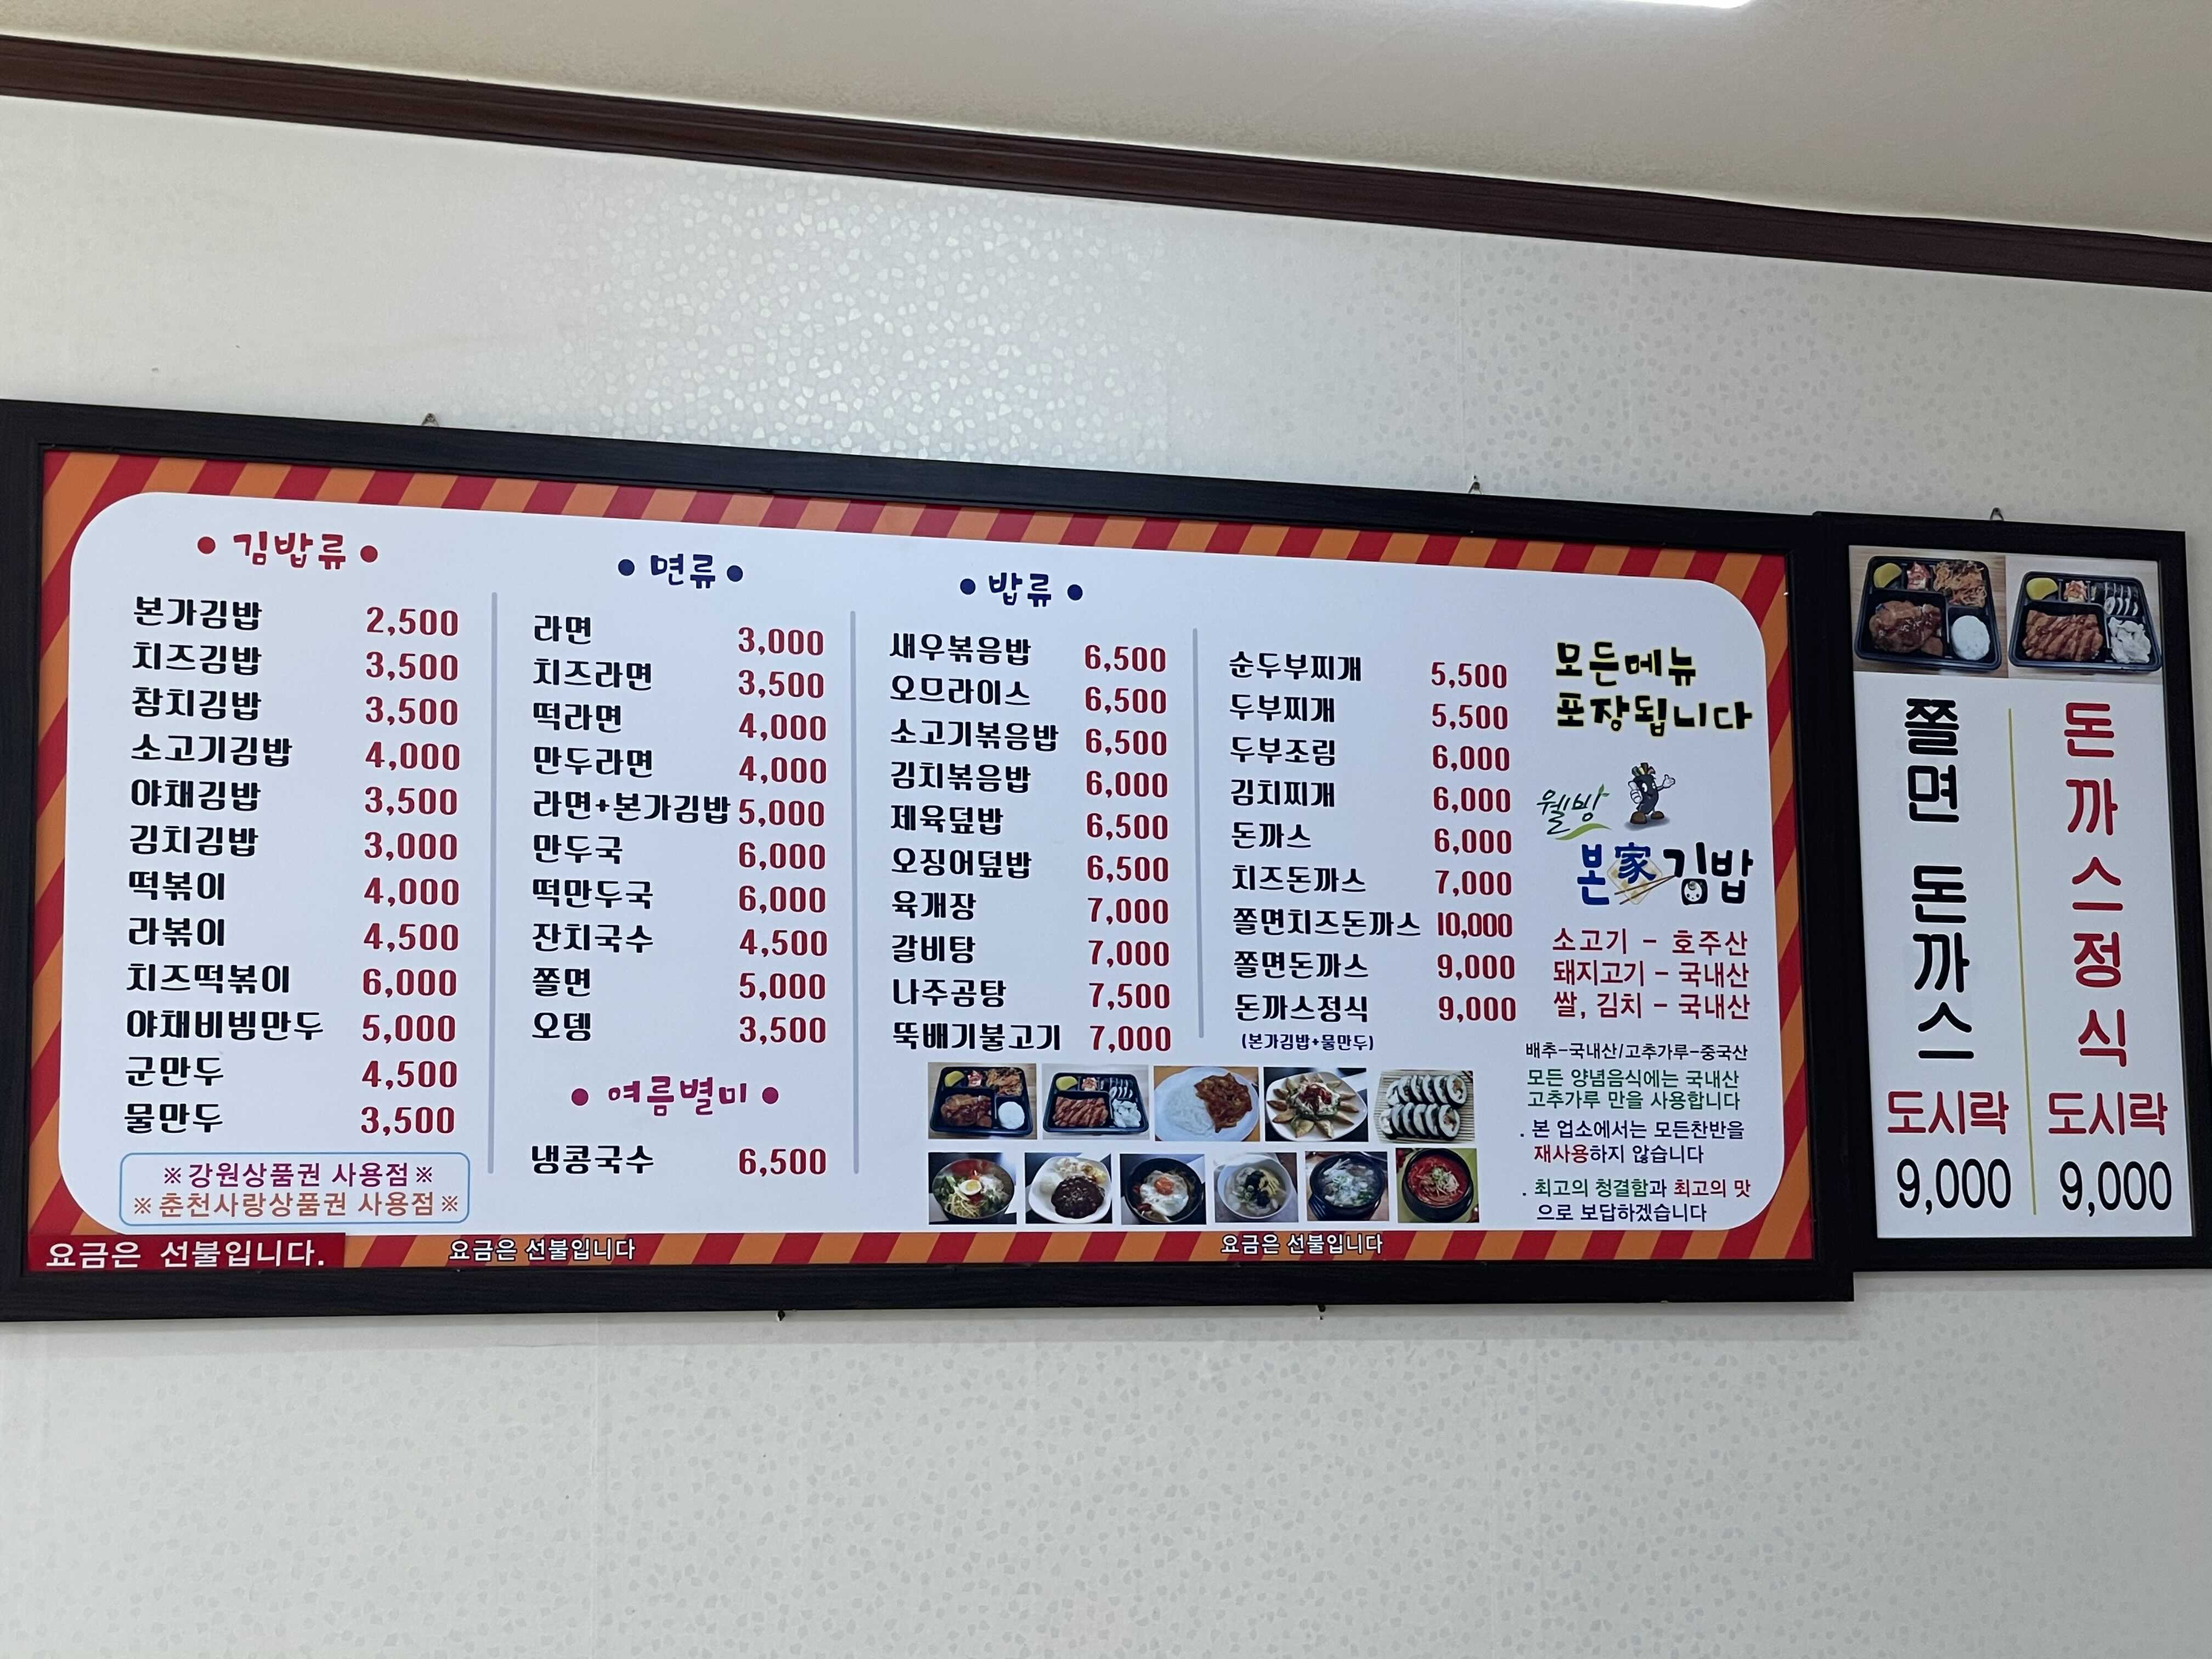 ● 김밥류 ●
본가김밥 2,500
치즈김밥 3,500
참치김밥 3,500
소고기김밥 4,000
야채김밥 3,500
김치김밥 3,000
떡볶이 4,000
라볶이 4,500
치즈떡볶이 6,000
야채비빔만두 5,000
군만두 4,500
물만두 3,500
※강원상품권 사용점※
※춘천사랑상품권 사용점※
● 면류 ●
라면 3,000
치즈라면 3,500
떡라면 4,000
만두라면 4,000
라면+본가김밥 5,000
만두국 6,000
떡만두국 6,000
잔치국수 4,500
쫄면 5,000
오뎅 3,500
● 여름별미 ●
냉콩국수 6,500
● 밥류 ●
새우볶음밥 6,500
오므라이스 6,500
소고기볶음밥 6,500
김치볶음밥 6,000
제육덮밥 6,500
오징어덮밥 6,500
육개장 7,000
갈비탕 7,000
나주곰탕 7,500
뚝배기불고기 7,000
순두부찌개 5,500
두부찌개 5,500
두부조림 6,000
김치찌개 6,000
돈까스 6,000
치즈돈까스 7,000
쫄면치즈돈까스 10,000
쫄면돈까스 9,000
돈까스정식 9,000
(본가김밥+물만두)
모든메뉴
포장됩니다
웰빙
본家김밥
소고기 - 호주산
돼지고기 - 국내산
쌀, 김치 - 국내산
배추-국내산/고추가루-중국산
모든 양념음식에는 국내산
고추가루 만을 사용합니다
. 본 업소에서는 모든찬반을
재사용하지 않습니다
. 최고의 청결함과 최고의 맛
으로 보답하겠습니다
요금은 선불입니다.
요금은 선불입니다
요금은 선불입니다
쫄면 돈까스
도시락
9,000
돈까스정식
도시락
9,000